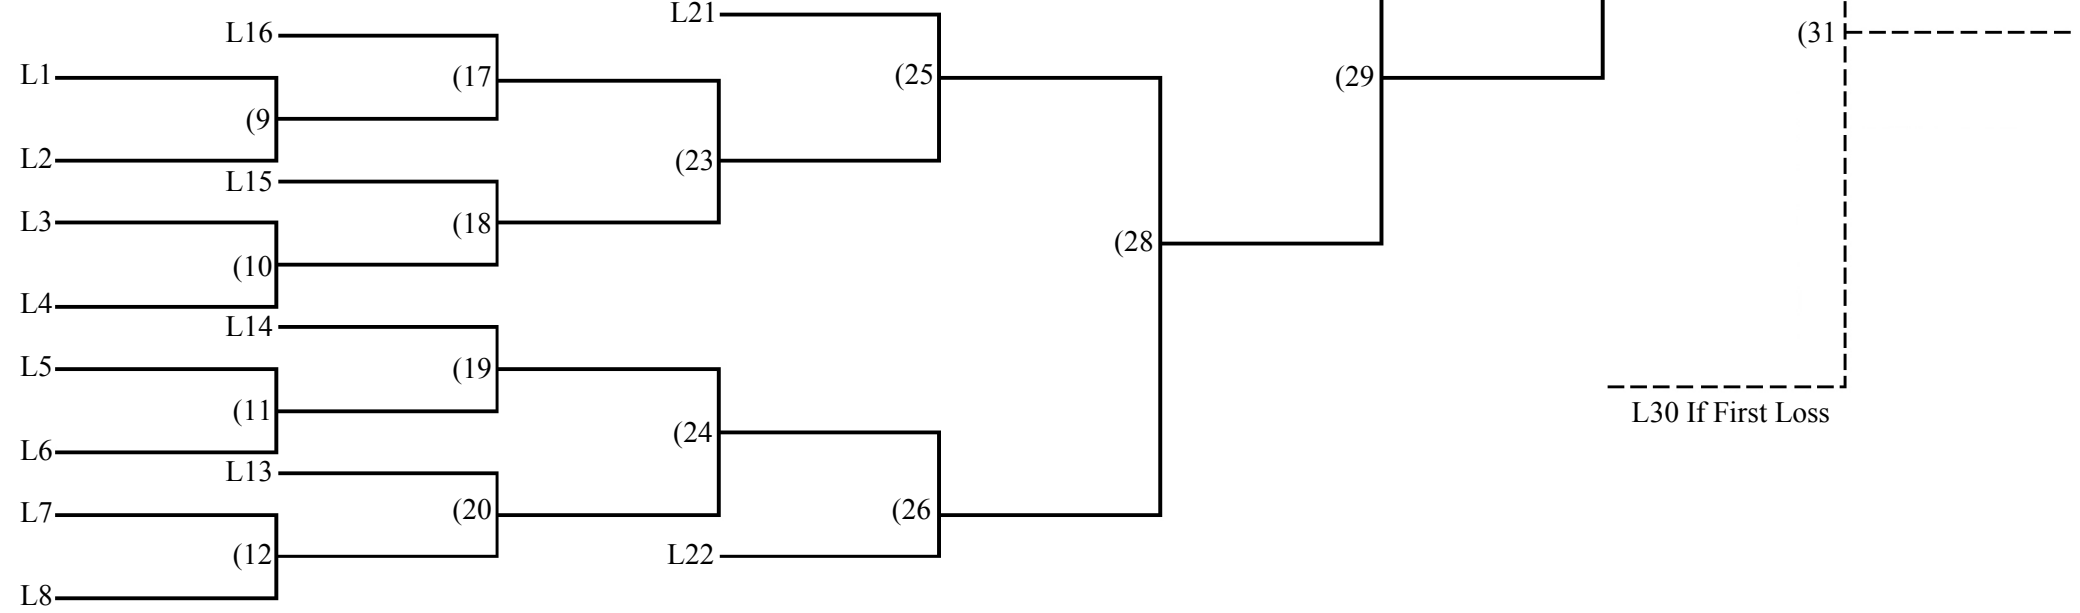 L21
L16
(31
L1
(17
(25
(29
(9
L2
(23
L15
L3
(18
(28
(10
L4
L14
L5
(19
L30 If First Loss
(11
(24
L6
L13
L7
(20
(26
(12
L22
L8